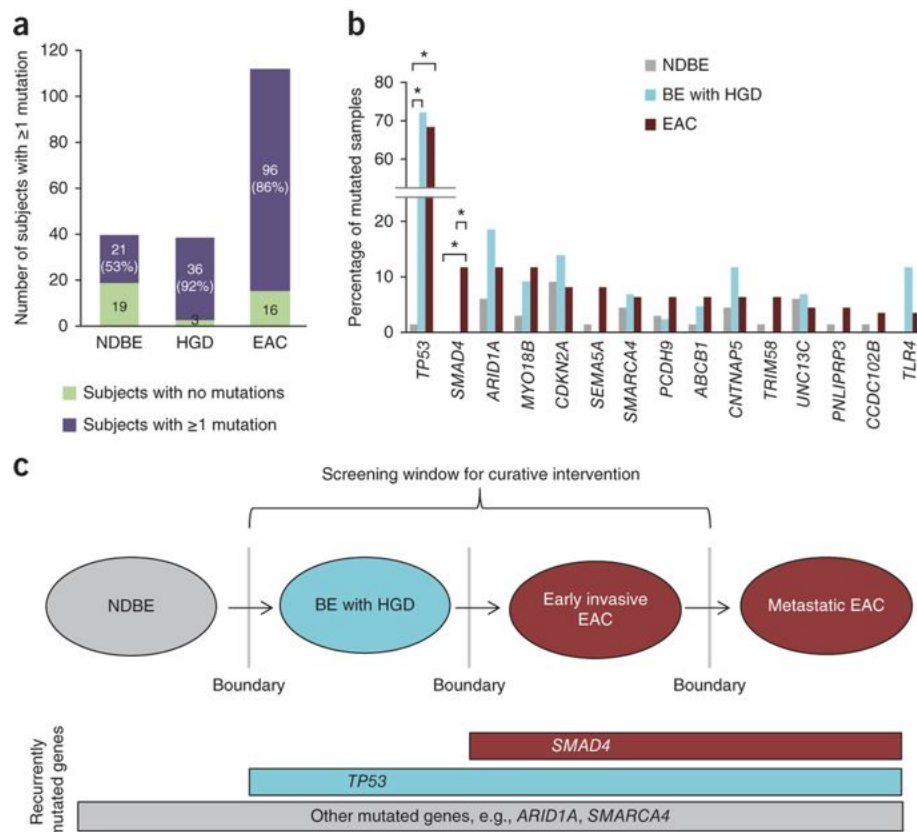 a
Number of subjects with ≥1 mutation
120
100
80
60
40
20
0
21
(53%)
19
36
(92%)
3
96
(86%)
16
NDBE
HGD
EAC
Subjects with no mutations
Subjects with ≥1 mutation
b
Percentage of mutated samples
80
70
60
20
10
0
*
*
*
*
NDBE
BE with HGD
EAC
TP53
SMAD4
ARID1A
MYO18B
CDKN2A
SEMA5A
SMARCA4
PCDH9
ABCB1
CNTNAP5
TRIM58
UNC13C
PNLIPRP3
CCDC102B
TLR4
c
Screening window for curative intervention
NDBE
BE with HGD
Early invasive
EAC
Metastatic EAC
Boundary
Boundary
Boundary
Recurrently
mutated genes
SMAD4
TP53
Other mutated genes, e.g., ARID1A, SMARCA4